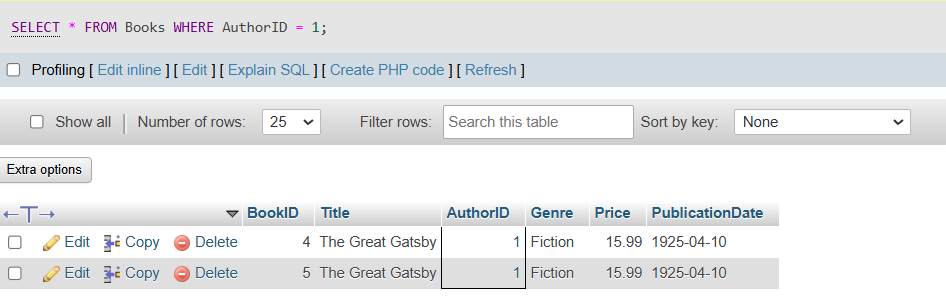 SELECT * FROM Books WHERE AuthorID = 1;
Profiling [ Edit inline ] [ Edit ] [ Explain SQL ] [ Create PHP code ] [ Refresh ]
Show all | Number of rows: 25 Filter rows: Search this table Sort by key: None
Extra options
←T→ BookID Title AuthorID Genre Price PublicationDate
Edit Copy Delete 4 The Great Gatsby 1 Fiction 15.99 1925-04-10
Edit Copy Delete 5 The Great Gatsby 1 Fiction 15.99 1925-04-10